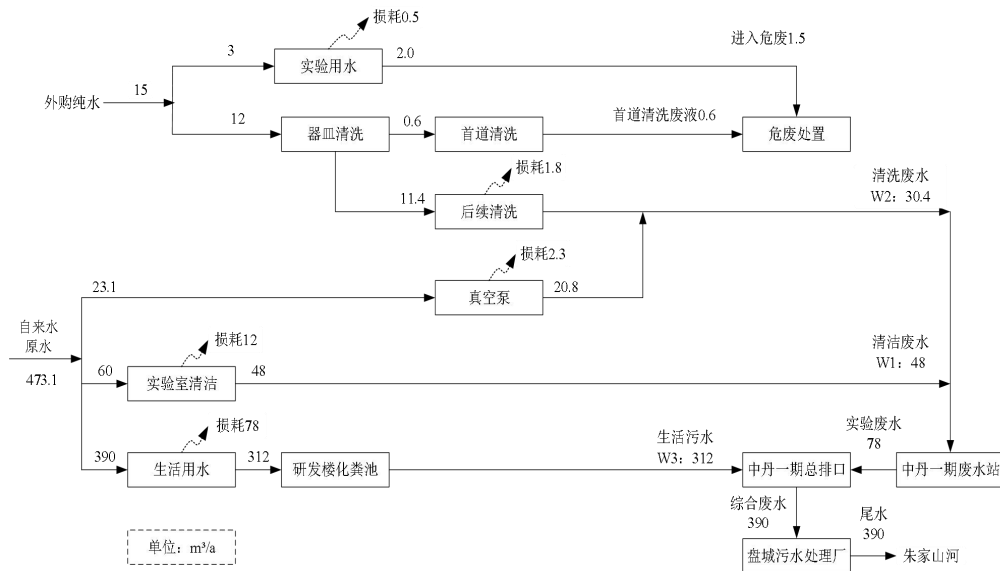 损耗0.5
3
实验用水
2.0
进入危废1.5
外购纯水
15
12
器皿清洗
0.6
首道清洗
首道清洗废液0.6
危废处置
损耗1.8
11.4
后续清洗
清洗废水
W2：30.4
损耗2.3
23.1
真空泵
20.8
自来水
原水
473.1
损耗12
60
实验室清洁
48
清洁废水
W1：48
损耗78
390
生活用水
312
研发楼化粪池
生活污水
W3：312
中丹一期总排口
实验废水
78
中丹一期废水站
综合废水
390
尾水
390
盘城污水处理厂
朱家山河
单位：m³/a